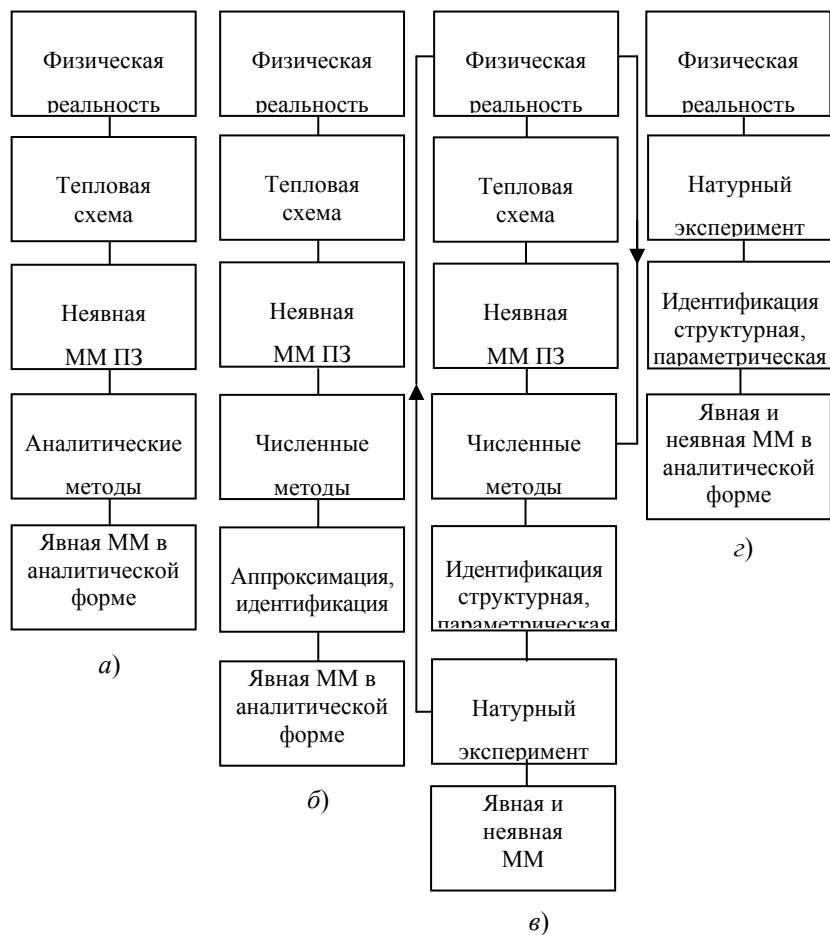 Физическая
реальность
Тепловая
схема
Неявная
ММ ПЗ
Аналитические
методы
Явная ММ в
аналитической
форме
а)
Физическая
реальность
Тепловая
схема
Неявная
ММ ПЗ
Численные
методы
Аппроксимация,
идентификация
Явная ММ в
аналитической
форме
б)
Физическая
реальность
Тепловая
схема
Неявная
ММ ПЗ
Численные
методы
Идентификация
структурная,
параметрическая
Натурный
эксперимент
Явная и
неявная
ММ
в)
Физическая
реальность
Натурный
эксперимент
Идентификация
структурная,
параметрическая
Явная и
неявная ММ в
аналитической
форме
г)